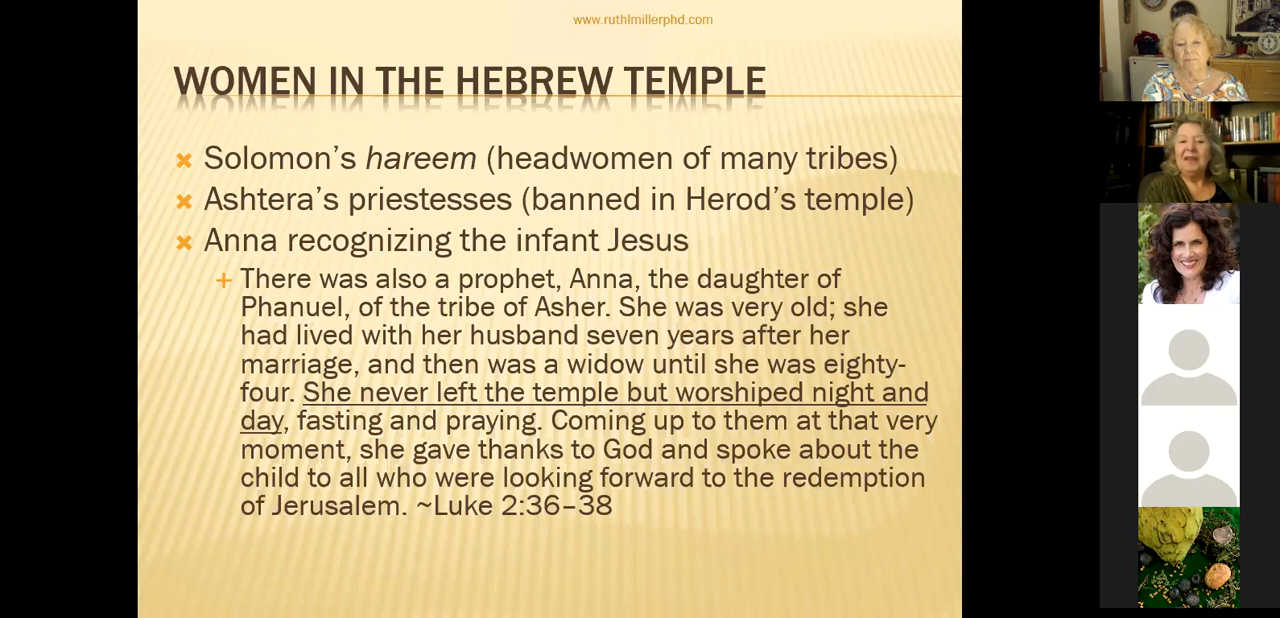 www.ruthlmillerphd.com
WOMEN IN THE HEBREW TEMPLE
Solomon's hareem (headwomen of many tribes)
Ashtera's priestesses (banned in Herod's temple)
Anna recognizing the infant Jesus
There was also a prophet, Anna, the daughter of
Phanuel, of the tribe of Asher. She was very old; she
had lived with her husband seven years after her
marriage, and then was a widow until she was eighty-
four. She never left the temple but worshiped night and
day, fasting and praying. Coming up to them at that very
moment, she gave thanks to God and spoke about the
child to all who were looking forward to the redemption
of Jerusalem. ~Luke 2:36–38